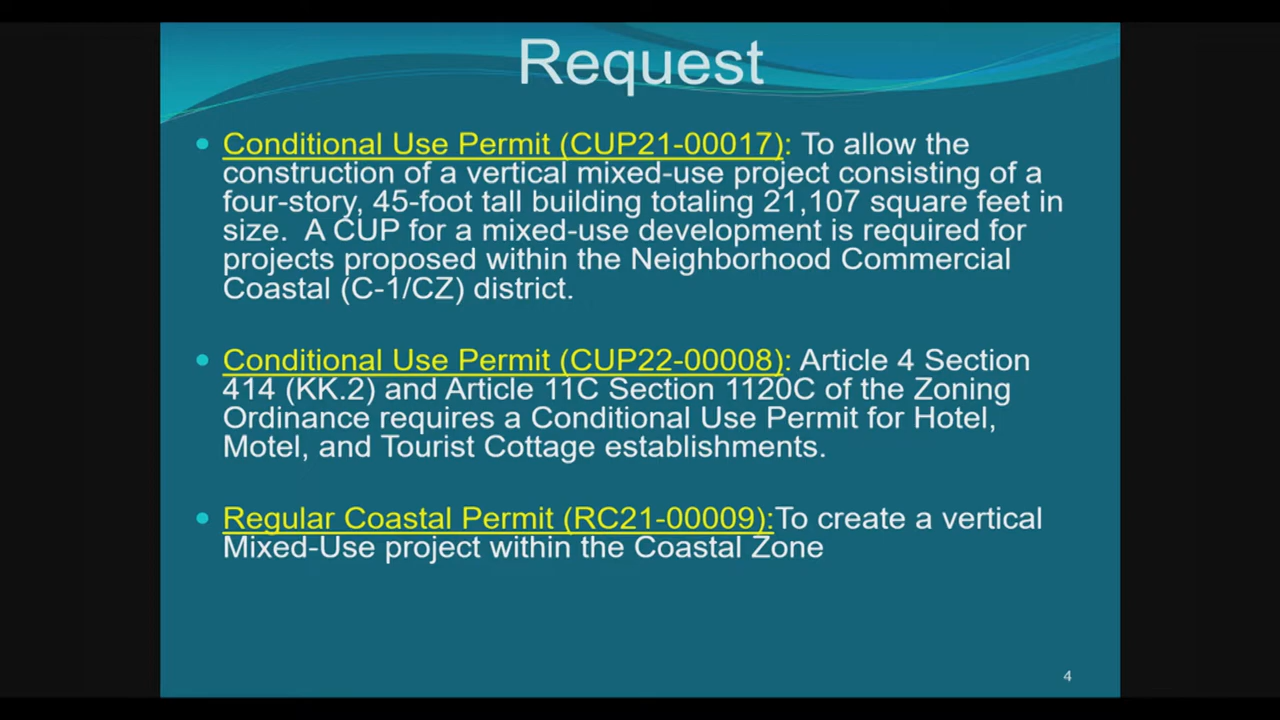 Request
• Conditional Use Permit (CUP21-00017): To allow the
construction of a vertical mixed-use project consisting of a
four-story, 45-foot tall building totaling 21,107 square feet in
size.  A CUP for a mixed-use development is required for
projects proposed within the Neighborhood Commercial
Coastal (C-1/CZ) district.
• Conditional Use Permit (CUP22-00008): Article 4 Section
414 (KK.2) and Article 11C Section 1120C of the Zoning
Ordinance requires a Conditional Use Permit for Hotel,
Motel, and Tourist Cottage establishments.
• Regular Coastal Permit (RC21-00009):To create a vertical
Mixed-Use project within the Coastal Zone
4